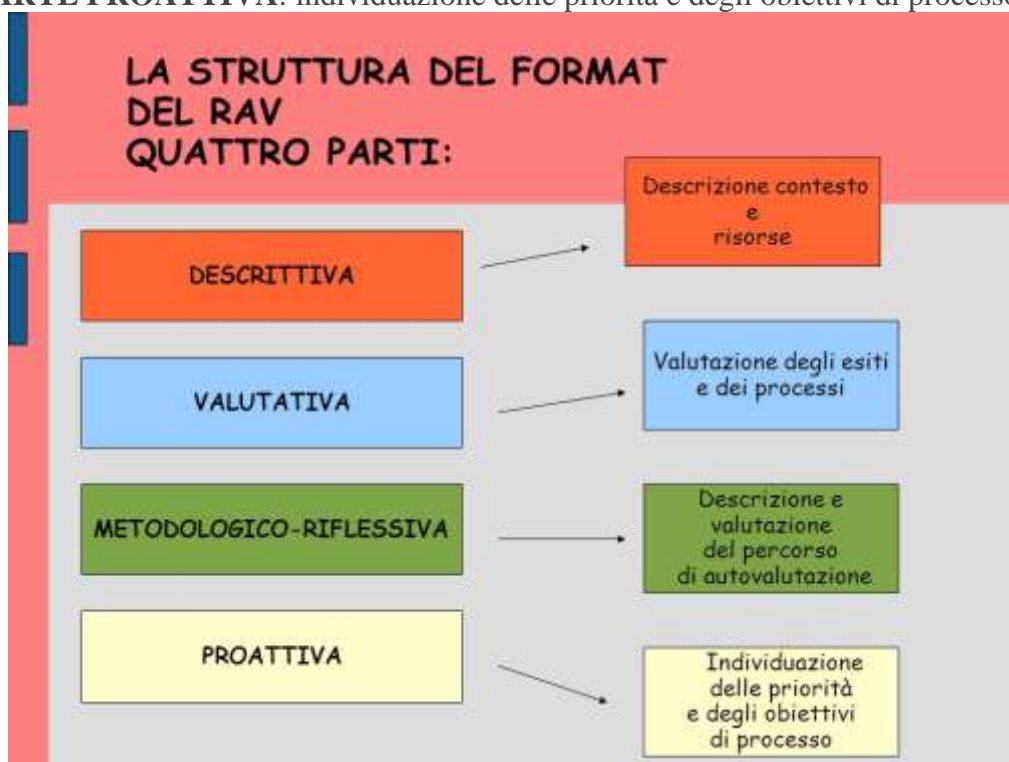 ARTE PROATTIVA: Individuazione delle priorità e degli obiettivi di processo
LA STRUTTURA DEL FORMAT
DEL RAV
QUATTRO PARTI:
DESCRITTIVA
Descrizione contesto
e
risorse
VALUTATIVA
Valutazione degli esiti
e dei processi
METODOLOGICO-RIFLESSIVA
Descrizione e
valutazione
del percorso
di autovalutazione
PROATTIVA
Individuazione
delle priorità
e degli obiettivi
di processo